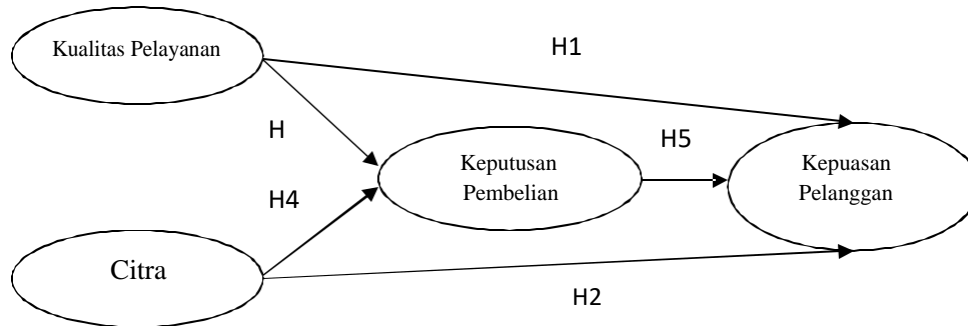 Kualitas Pelayanan
H1
H
Keputusan
Pembelian
H5
Kepuasan
Pelanggan
H4
Citra
H2